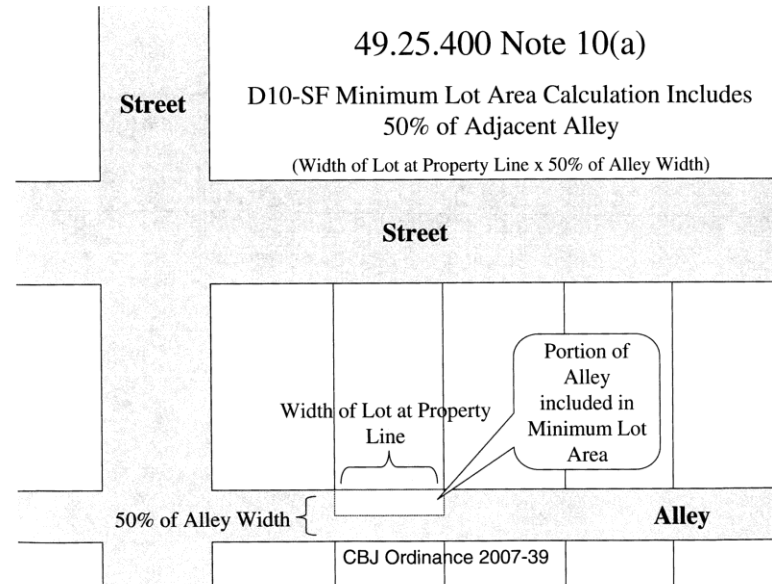 49.25.400 Note 10(a)
D10-SF Minimum Lot Area Calculation Includes
50% of Adjacent Alley
(Width of Lot at Property Line x 50% of Alley Width)
Street
Street
Portion of
Alley
included in
Minimum Lot
Area
Width of Lot at Property
Line
50% of Alley Width
Alley
CBJ Ordinance 2007-39